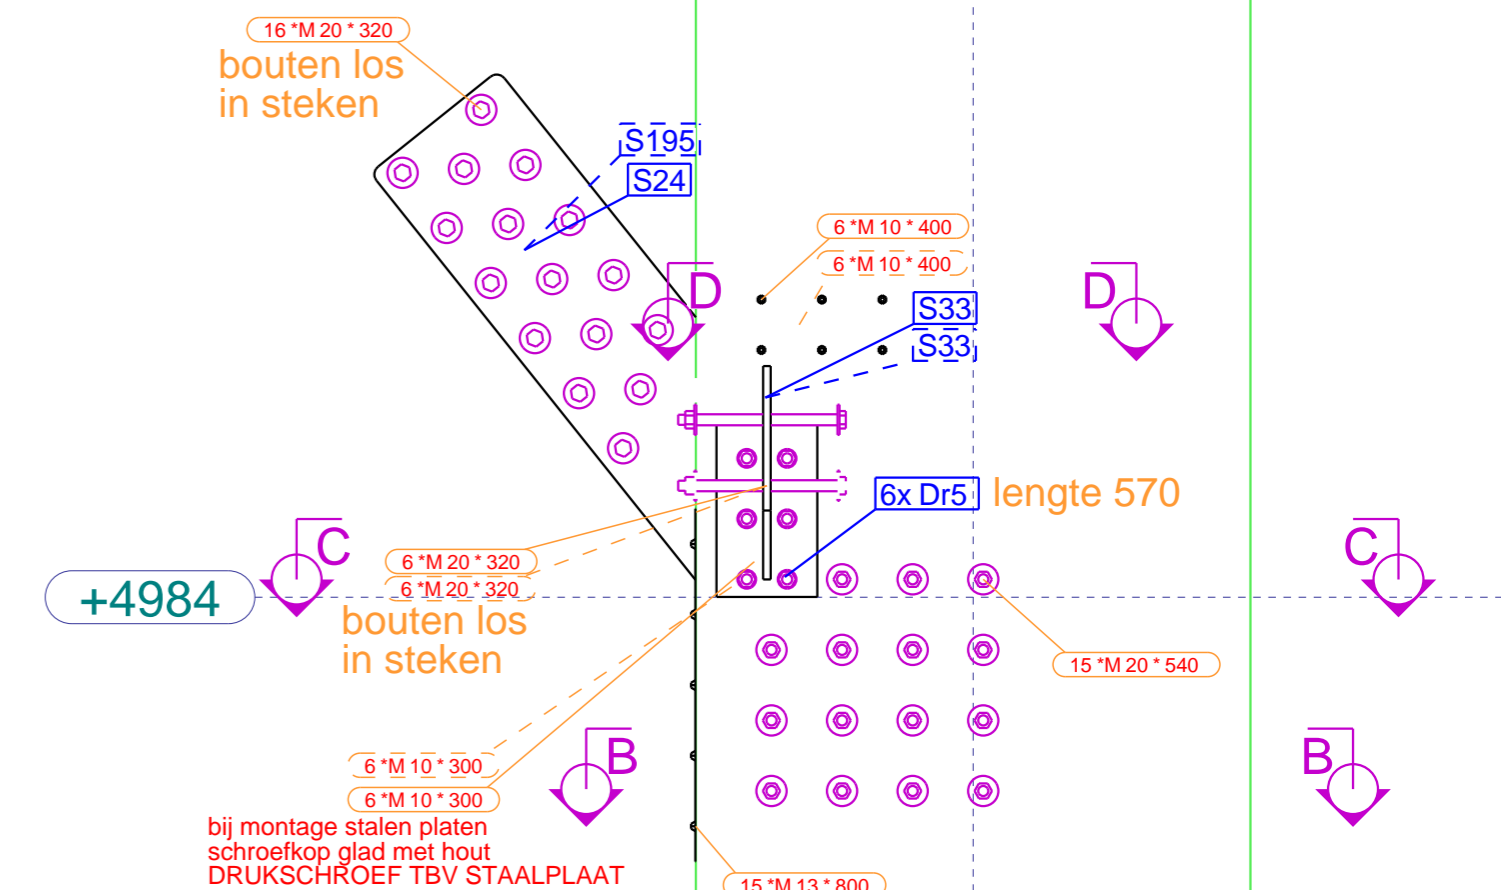 16 *M 20 * 320
bouten los
in steken
S195
S24
6 *M 10 * 400
6 *M 10 * 400
D
D
S33
S33
6x Dr5
lengte 570
C
C
6 *M 20 * 320
6 *M 20 * 320
+4984
bouten los
in steken
15 *M 20 * 540
B
B
6 *M 10 * 300
6 *M 10 * 300
bij montage stalen platen
schroefkop glad met hout
DRUKSCHROEF TBV STAALPLAAT
15 *M 13 * 800